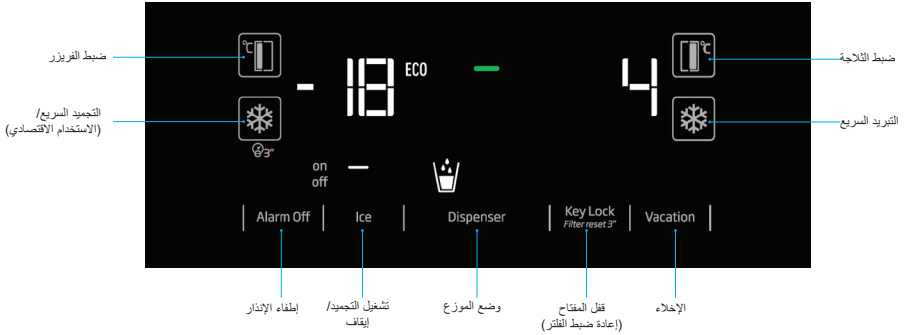 ضبط الفريزر
ضبط الثلاجة
°C
°C
- 18 ECO
4
التجميد السريع/
(الاستخدام الاقتصادي)
التبريد السريع
3"
on
off
Alarm Off
Ice
Dispenser
Key Lock
Filter reset 3"
Vacation
إطفاء الإنذار
تشغيل التجميد/
إيقاف
وضع الموزع
قفل المفتاح
(إعادة ضبط الفلتر)
الإخلاء